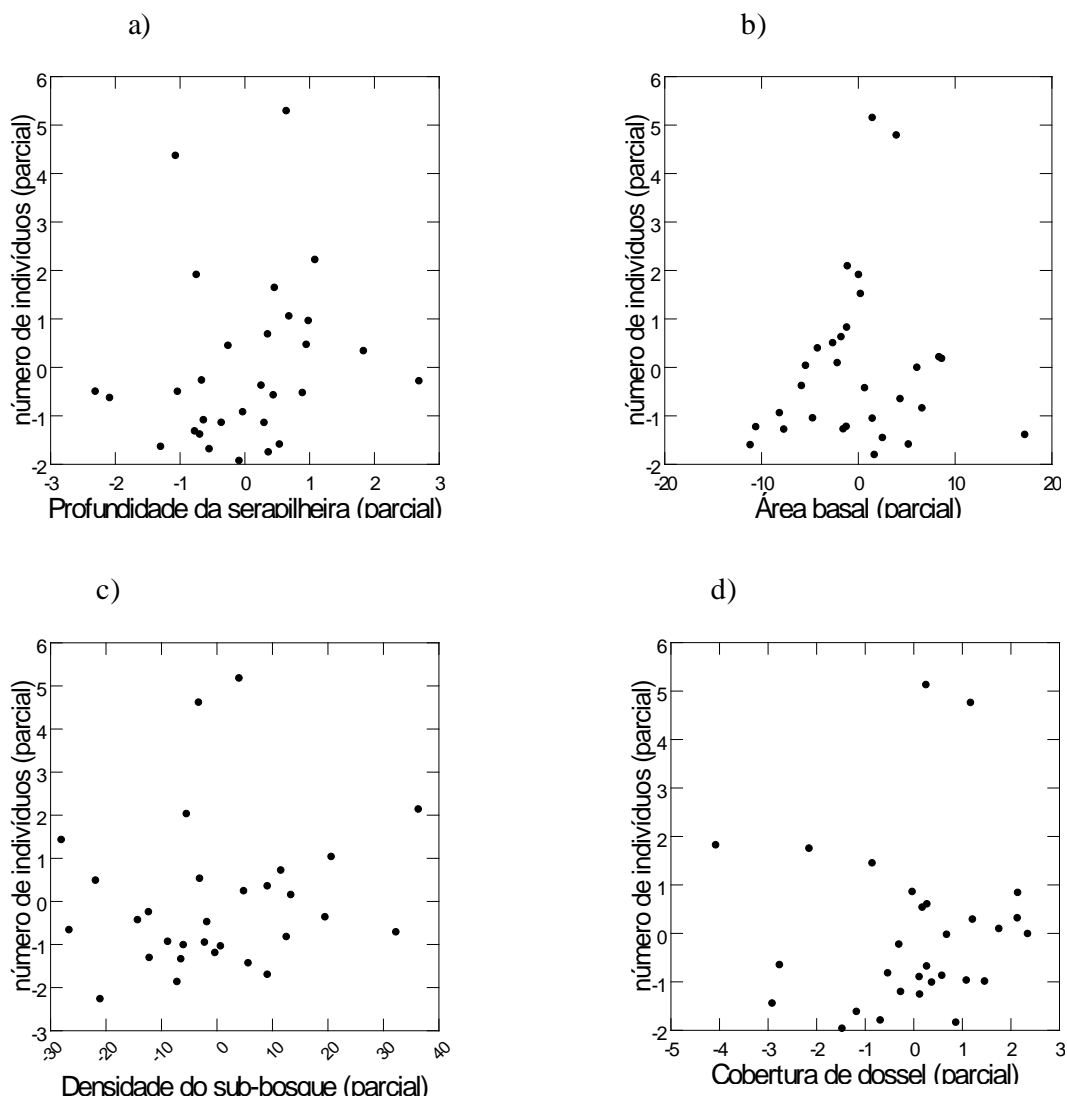 a)
b)
6
5
4
3
2
1
0
-1
-2
número de indivíduos (parcial)
-3 -2 -1 0 1 2 3
Profundidade da serapilheira (parcial)
6
5
4
3
2
1
0
-1
-2
número de indivíduos (parcial)
-20 -10 0 10 20
Área basal (parcial)
c)
d)
6
5
4
3
2
1
0
-1
-2
-3
número de indivíduos (parcial)
-30 -20 -10 0 10 20 30 40
Densidade do sub-bosque (parcial)
6
5
4
3
2
1
0
-1
-2
número de indivíduos (parcial)
-5 -4 -3 -2 -1 0 1 2 3
Cobertura de dossel (parcial)